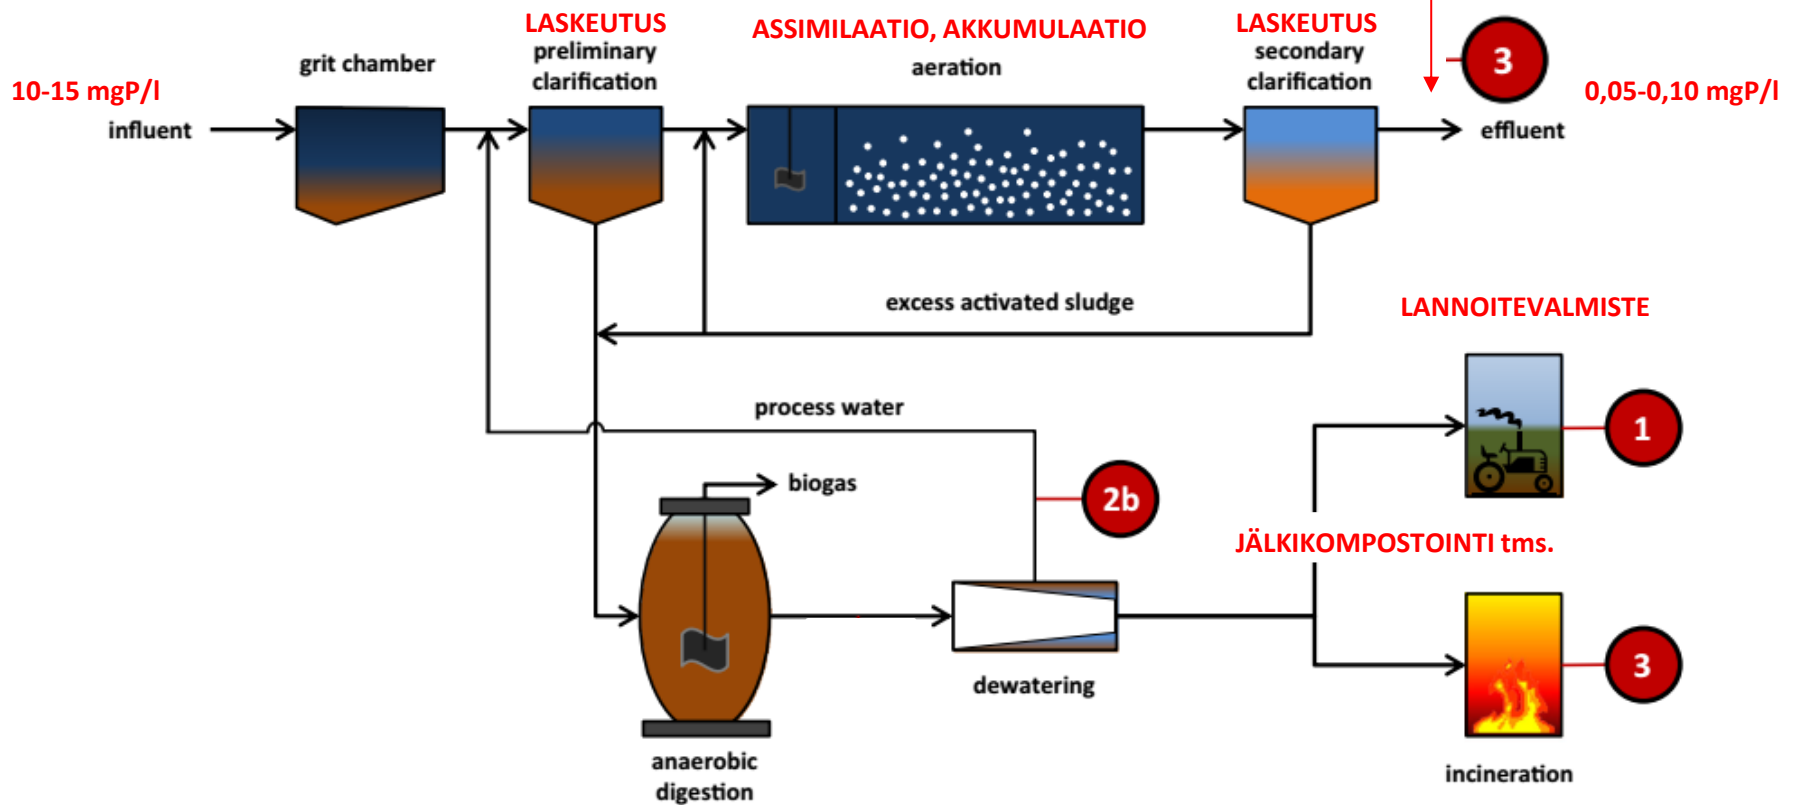 LASKEUTUS
preliminary
clarification
ASSIMILAATIO, AKKUMULAATIO
aeration
LASKEUTUS
secondary
clarification
3
grit chamber
10-15 mgP/l
influent
0,05-0,10 mgP/l
effluent
excess activated sludge
LANNOITEVALMISTE
process water
1
biogas
2b
JÄLKIKOMPOSTOINTI tms.
dewatering
3
anaerobic
digestion
incineration